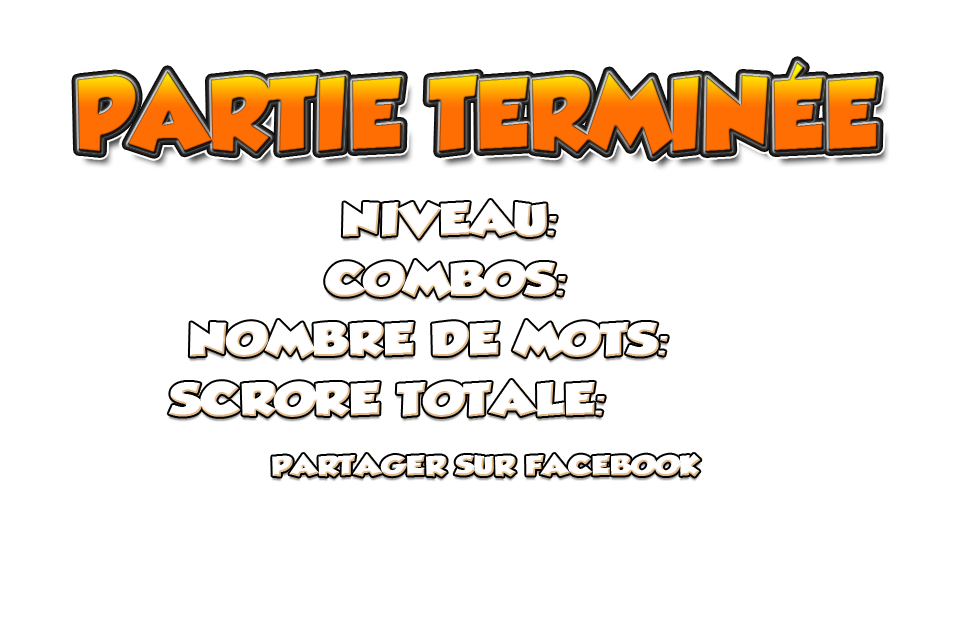 PARTIE TERMINÉE
NIVEAU:
COMBOS:
NOMBRE DE MOTS:
SCRORE TOTALE:
PARTAGER SUR FACEBOOK